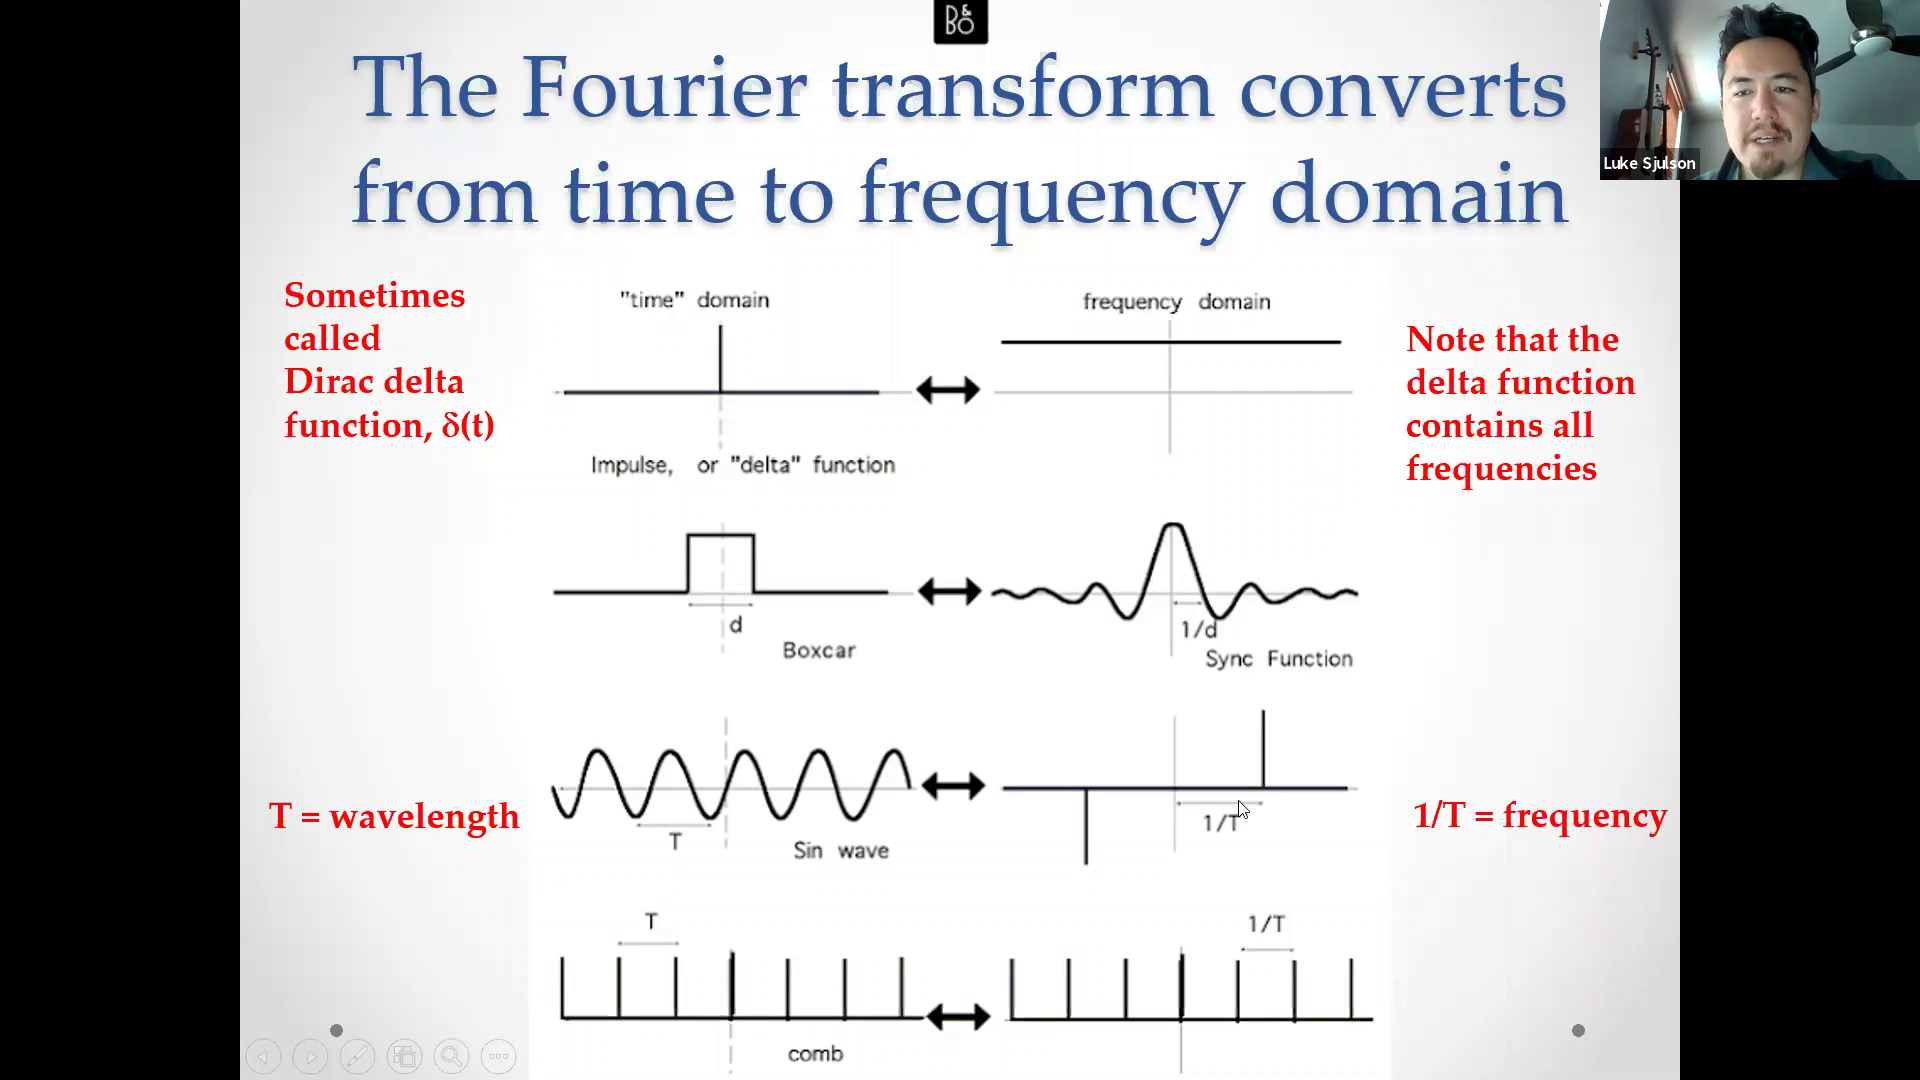 B&O
The Fourier transform converts
from time to frequency domain
Luke Sjulson
Sometimes
called
Dirac delta
function, δ(t)
"time" domain
frequency domain
Note that the
delta function
contains all
frequencies
Impulse, or "delta" function
d
Boxcar
1/d
Sync Function
T = wavelength
T
Sin wave
1/T
1/T = frequency
T
1/T
comb